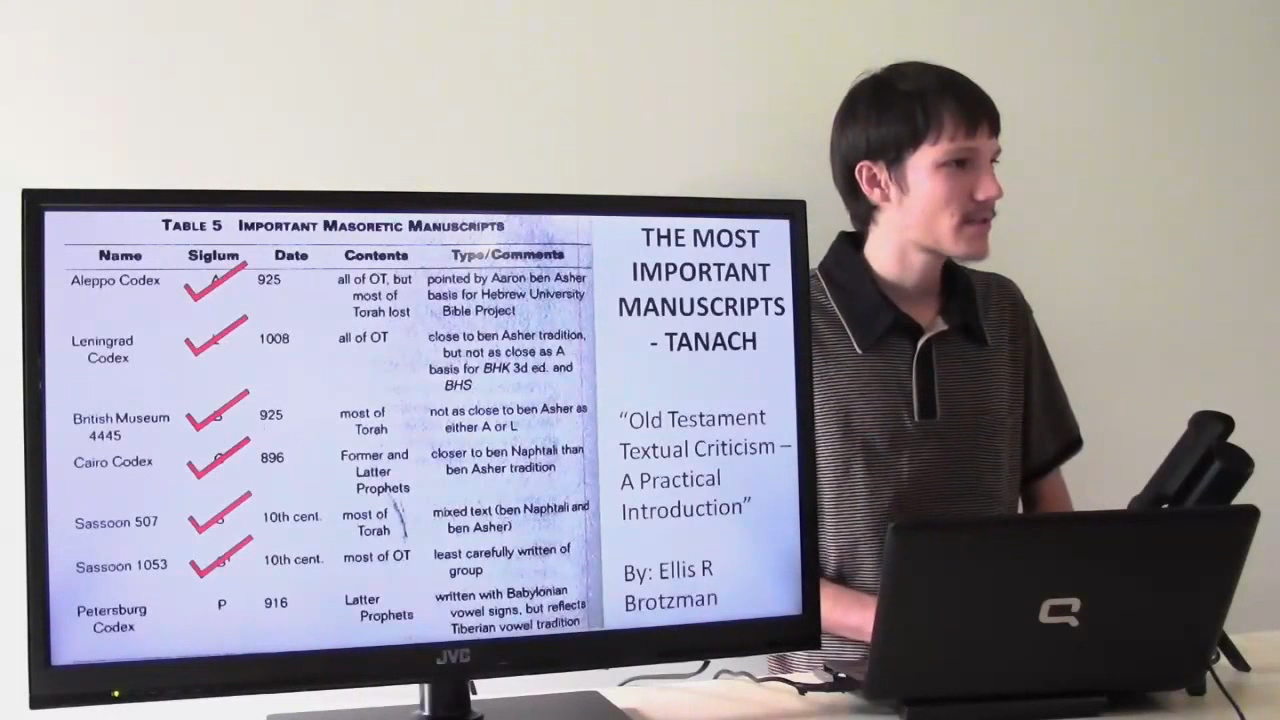 TABLE 5 IMPORTANT MASORETIC MANUSCRIPTS
Name Siglum Date Contents Type/Comments
Aleppo Codex 925 all of OT, but pointed by Aaron ben Asher
most of basis for Hebrew University
Torah lost Bible Project
Leningrad 1008 all of OT close to ben Asher tradition,
Codex but not as close as A
basis for BHK 3d ed. and
BHS
British Museum 925 most of not as close to ben Asher as
4445 Torah either A or L
Cairo Codex 896 Former and closer to ben Naphtali than
Latter ben Asher tradition
Prophets
Sassoon 507 10th cent. most of mixed text (ben Naphtali and
Torah ben Asher)
Sassoon 1053 10th cent. most of OT least carefully written of
group
Petersburg P 916 Latter written with Babylonian
Codex Prophets vowel signs, but reflects
Tiberian vowel tradition
THE MOST
IMPORTANT
MANUSCRIPTS
- TANACH
“Old Testament
Textual Criticism –
A Practical
Introduction”
By: Ellis R
Brotzman
JVC